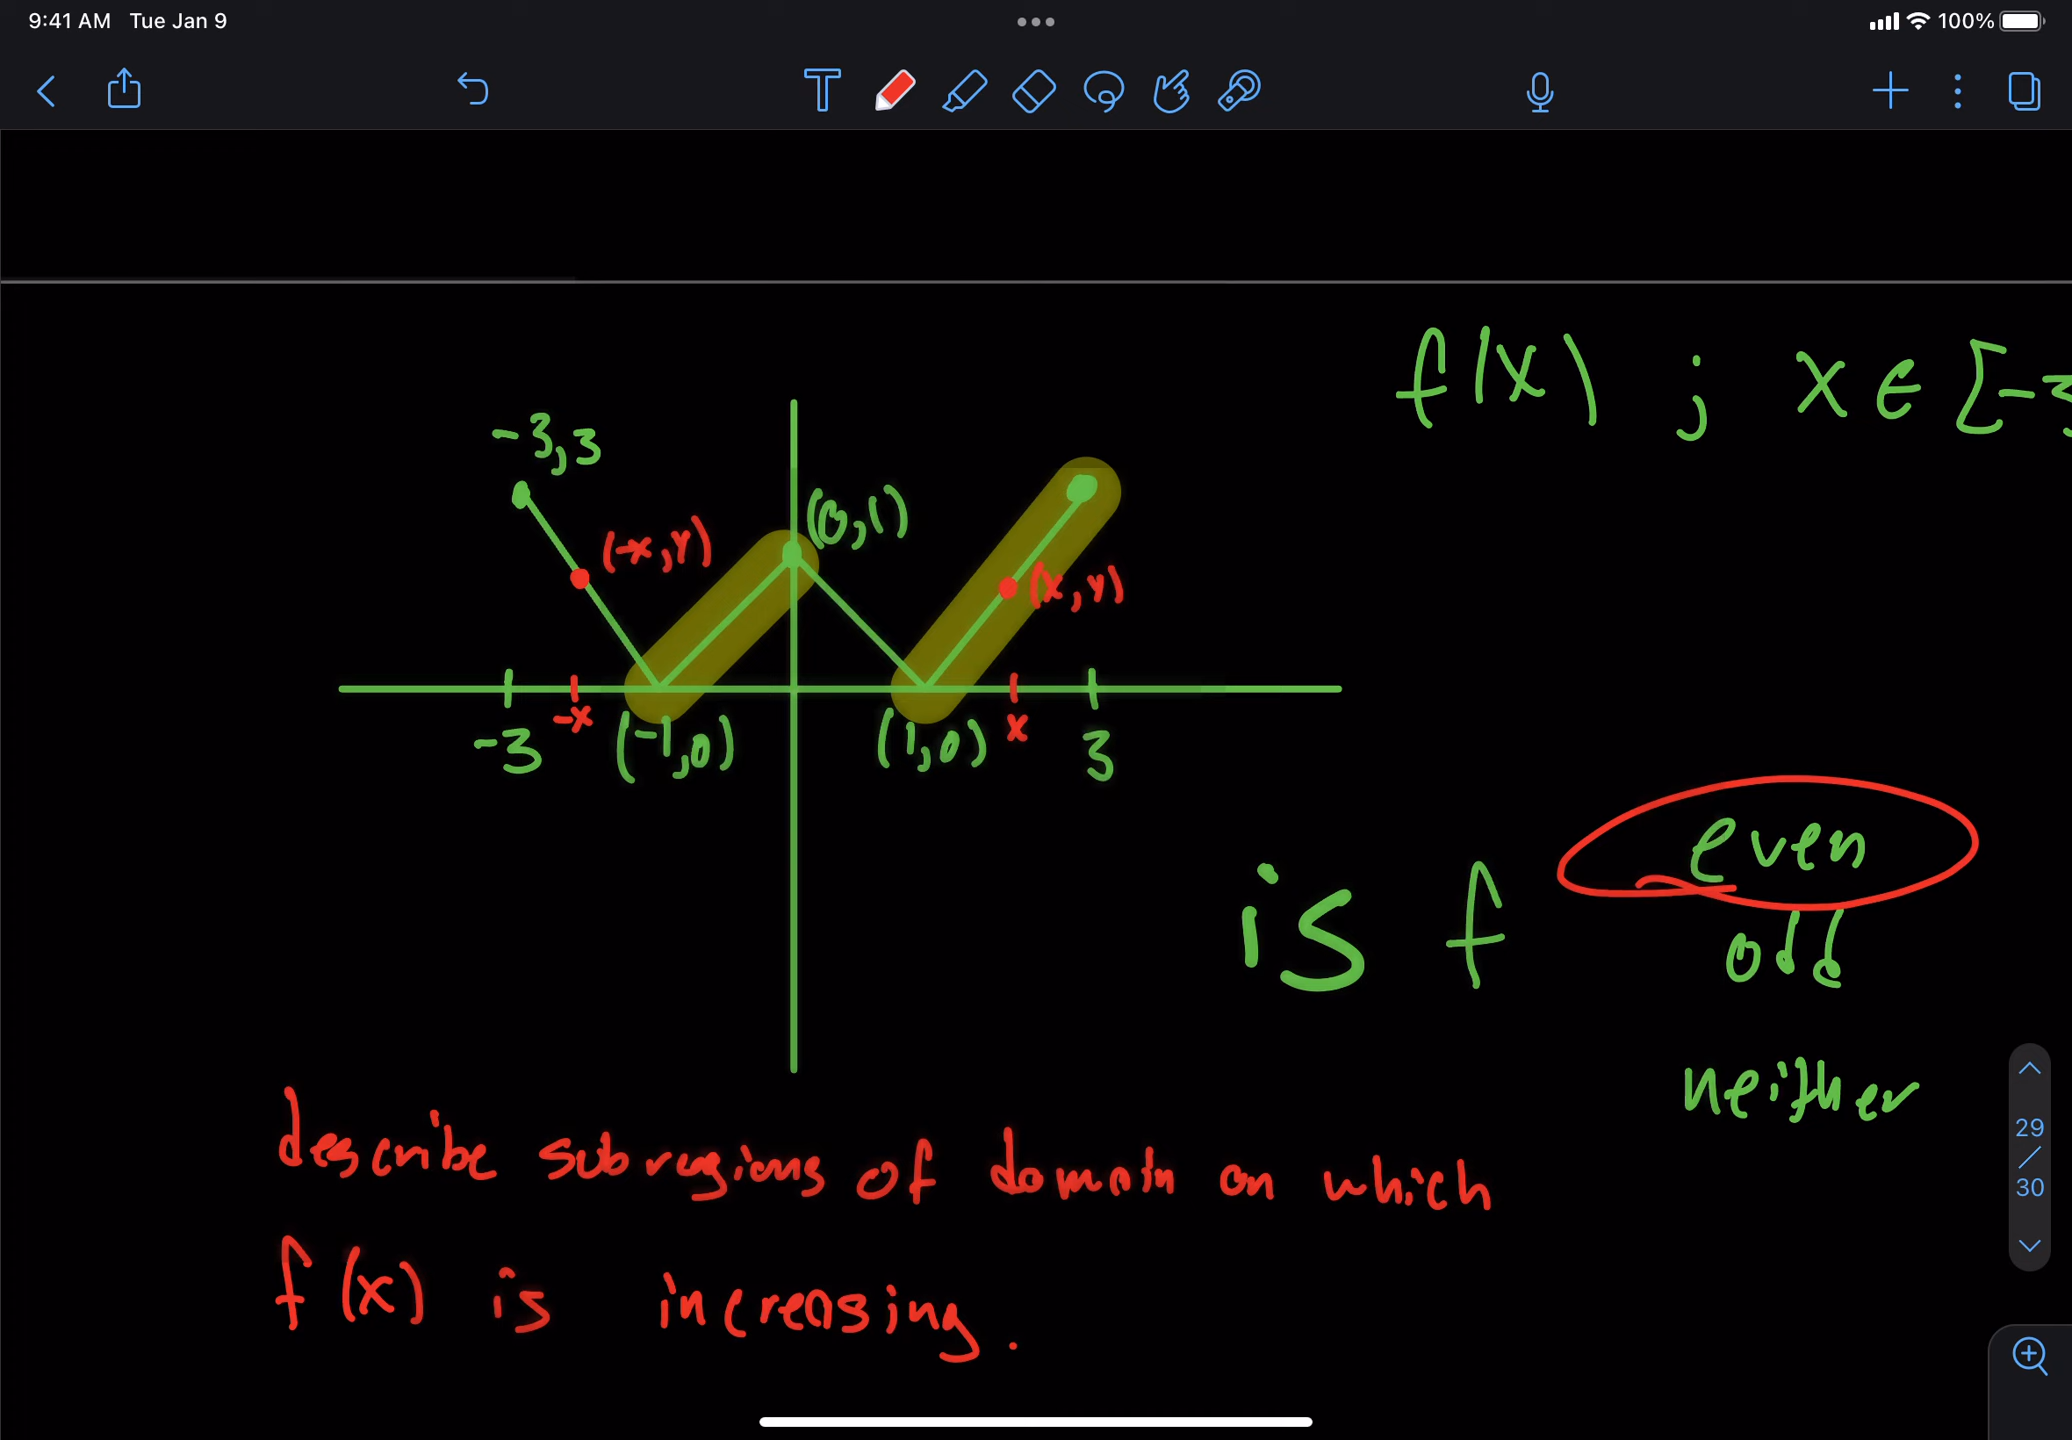 9:41 AM Tue Jan 9
100%
f(x) ; x ∈ [-3
-3,3
(0,1)
(-x,y)
(x,y)
-3
-x
(-1,0)
(1,0)
x
3
even
is f
odd
neither
describe subregions of domain on which
f(x) is increasing.
29
/
30